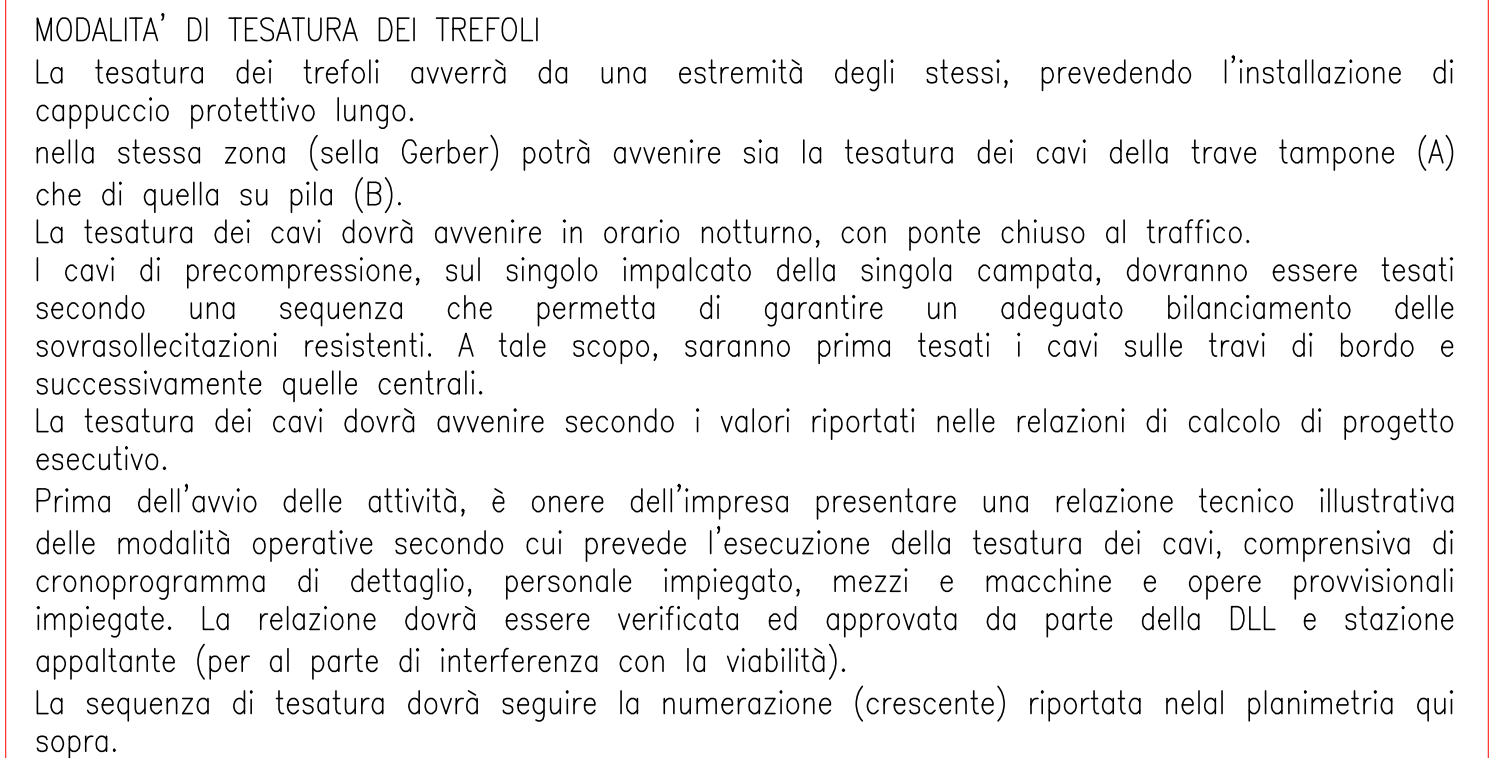 MODALITA' DI TESATURA DEI TREFOLI
La tesatura dei trefoli avverrà da una estremità degli stessi, prevedendo l'installazione di
cappuccio protettivo lungo.
nella stessa zona (sella Gerber) potrà avvenire sia la tesatura dei cavi della trave tampone (A)
che di quella su pila (B).
La tesatura dei cavi dovrà avvenire in orario notturno, con ponte chiuso al traffico.
I cavi di precompressione, sul singolo impalcato della singola campata, dovranno essere tesati
secondo una sequenza che permetta di garantire un adeguato bilanciamento delle
sovrasollecitazioni resistenti. A tale scopo, saranno prima tesati i cavi sulle travi di bordo e
successivamente quelle centrali.
La tesatura dei cavi dovrà avvenire secondo i valori riportati nelle relazioni di calcolo di progetto
esecutivo.
Prima dell'avvio delle attività, è onere dell'impresa presentare una relazione tecnico illustrativa
delle modalità operative secondo cui prevede l'esecuzione della tesatura dei cavi, comprensiva di
cronoprogramma di dettaglio, personale impiegato, mezzi e macchine e opere provvisionali
impiegate. La relazione dovrà essere verificata ed approvata da parte della DLL e stazione
appaltante (per al parte di interferenza con la viabilità).
La sequenza di tesatura dovrà seguire la numerazione (crescente) riportata nelal planimetria qui
sopra.